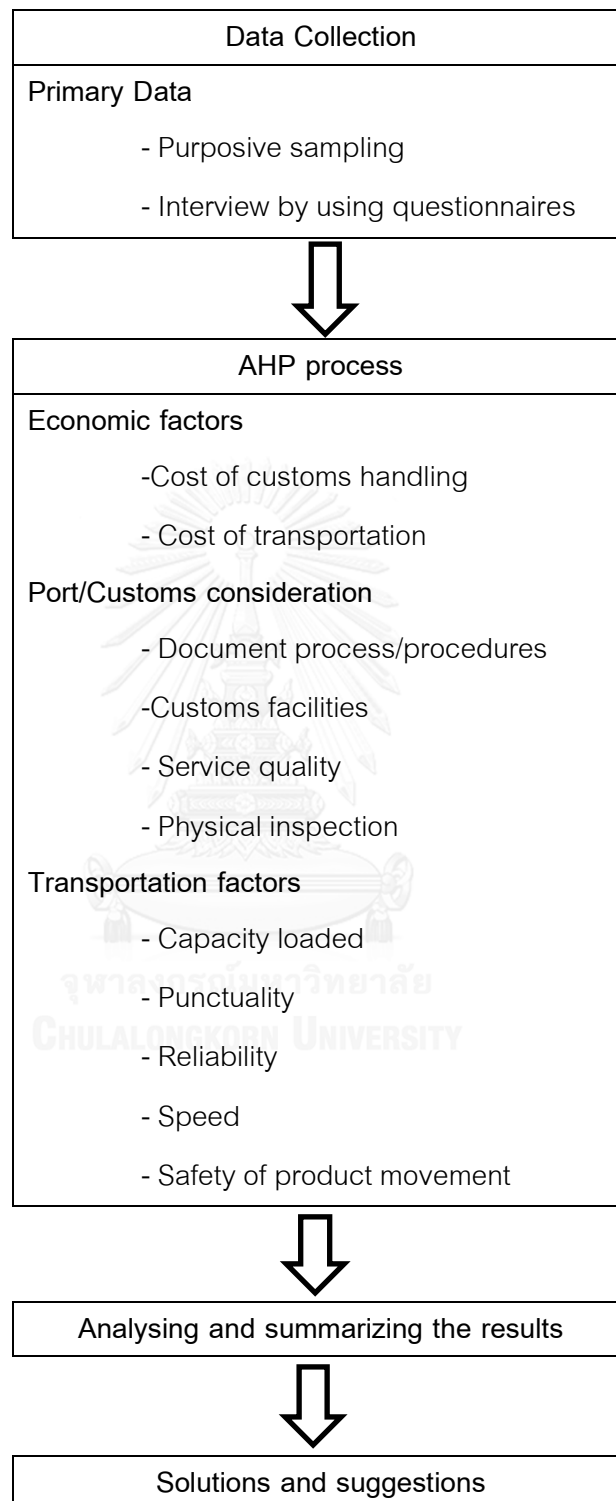 Data Collection
Primary Data
- Purposive sampling
- Interview by using questionnaires
AHP process
Economic factors
-Cost of customs handling
- Cost of transportation
Port/Customs consideration
- Document process/procedures
-Customs facilities
- Service quality
- Physical inspection
Transportation factors
- Capacity loaded
จุฬาลงกรณ์มหาวิทยาลัย
- Punctuality
CHULALONGKORN UNIVERSITY
- Reliability
- Speed
- Safety of product movement
Analysing and summarizing the results
Solutions and suggestions